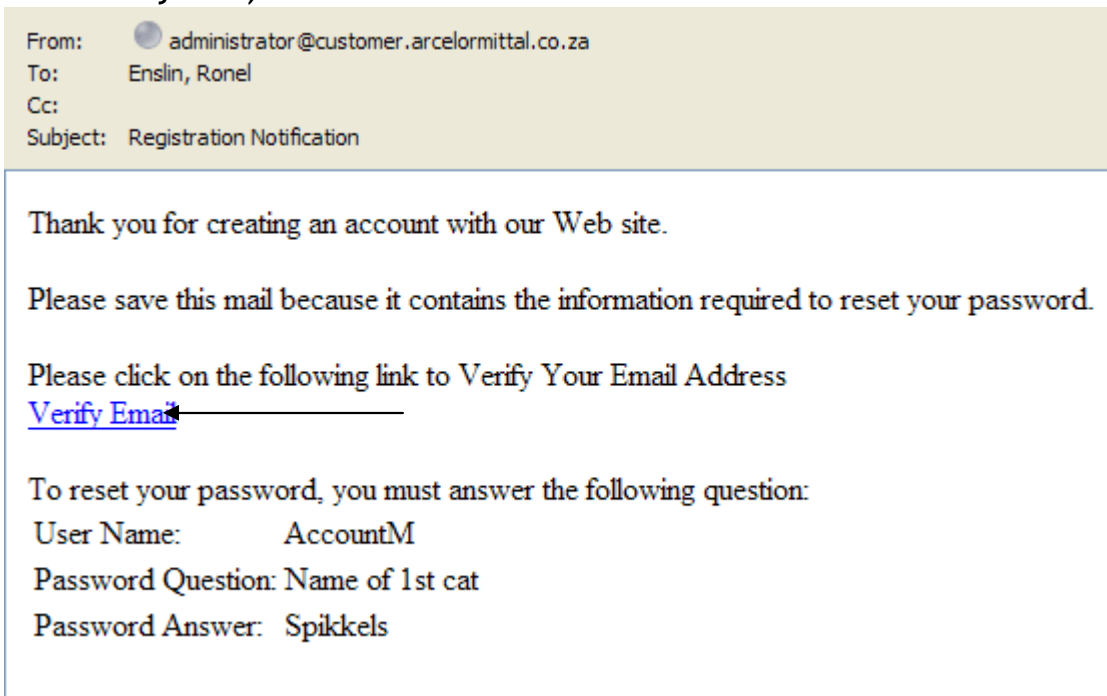 From: administrator@customer.arcelormittal.co.za
To: Enslin, Ronel
Cc:
Subject: Registration Notification
Thank you for creating an account with our Web site.
Please save this mail because it contains the information required to reset your password.
Please click on the following link to Verify Your Email Address
Verify Email
To reset your password, you must answer the following question:
User Name: AccountM
Password Question: Name of 1st cat
Password Answer: Spikkels